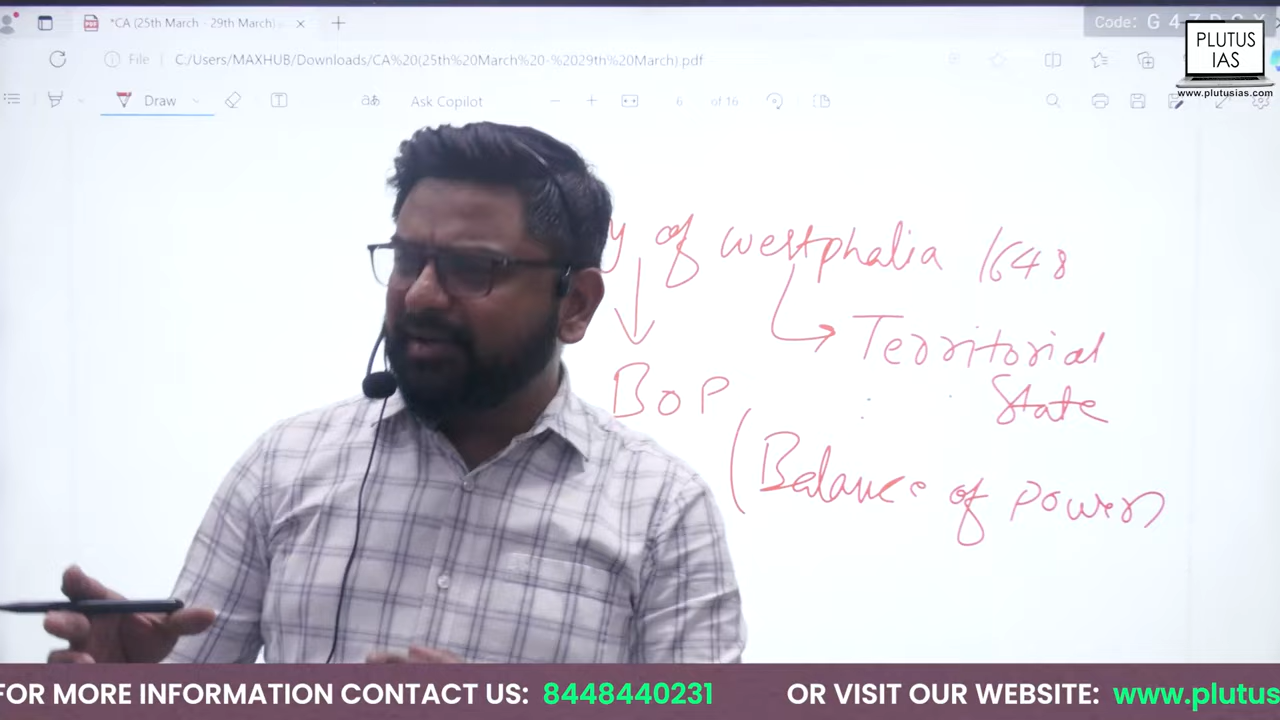 *CA (25th March - 29th March)
Code: G 4 7
PLUTUS
IAS
www.plutusias.com
File C:/Users/MAXHUB/Downloads/CA%20(25th%20March%20-%2029th%20March).pdf
Draw Ask Copilot 6 of 16
y of westphalia 1648
Territorial
State
BOP
(Balance of power)
FOR MORE INFORMATION CONTACT US: 8448440231 OR VISIT OUR WEBSITE: www.plutus